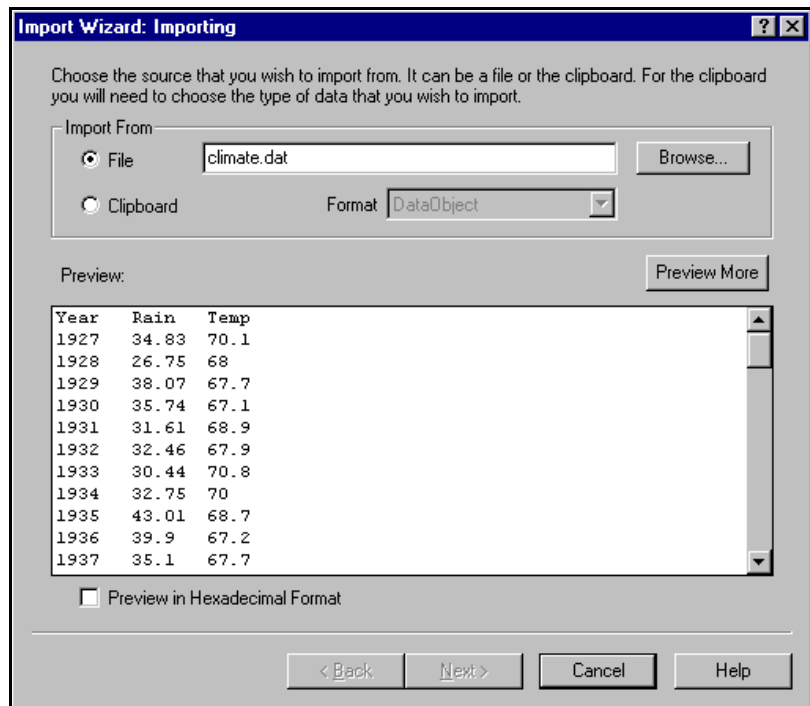 Import Wizard: Importing
Choose the source that you wish to import from. It can be a file or the clipboard. For the clipboard
you will need to choose the type of data that you wish to import.
Import From
File climate.dat Browse...
Clipboard Format DataObject
Preview: Preview More
Year Rain Temp
1927 34.83 70.1
1928 26.75 68
1929 38.07 67.7
1930 35.74 67.1
1931 31.61 68.9
1932 32.46 67.9
1933 30.44 70.8
1934 32.75 70
1935 43.01 68.7
1936 39.9 67.2
1937 35.1 67.7
Preview in Hexadecimal Format
< Back Next > Cancel Help